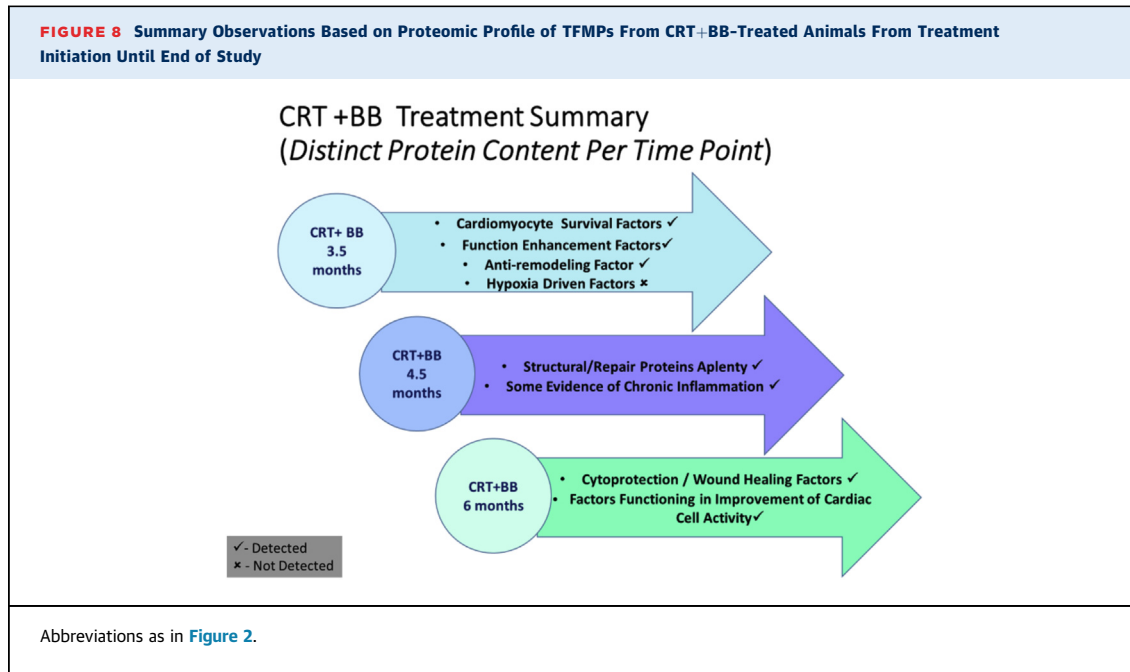 FIGURE 8 Summary Observations Based on Proteomic Profile of TFMPs From CRT+BB-Treated Animals From Treatment
Initiation Until End of Study
CRT +BB Treatment Summary
(Distinct Protein Content Per Time Point)
CRT+ BB
3.5
months
• Cardiomyocyte Survival Factors ✓
• Function Enhancement Factors✓
• Anti-remodeling Factor ✓
• Hypoxia Driven Factors ×
CRT+BB
4.5
months
• Structural/Repair Proteins Aplenty ✓
• Some Evidence of Chronic Inflammation ✓
CRT+BB
6 months
• Cytoprotection / Wound Healing Factors ✓
• Factors Functioning in Improvement of Cardiac
Cell Activity✓
✓- Detected
× - Not Detected
Abbreviations as in Figure 2.